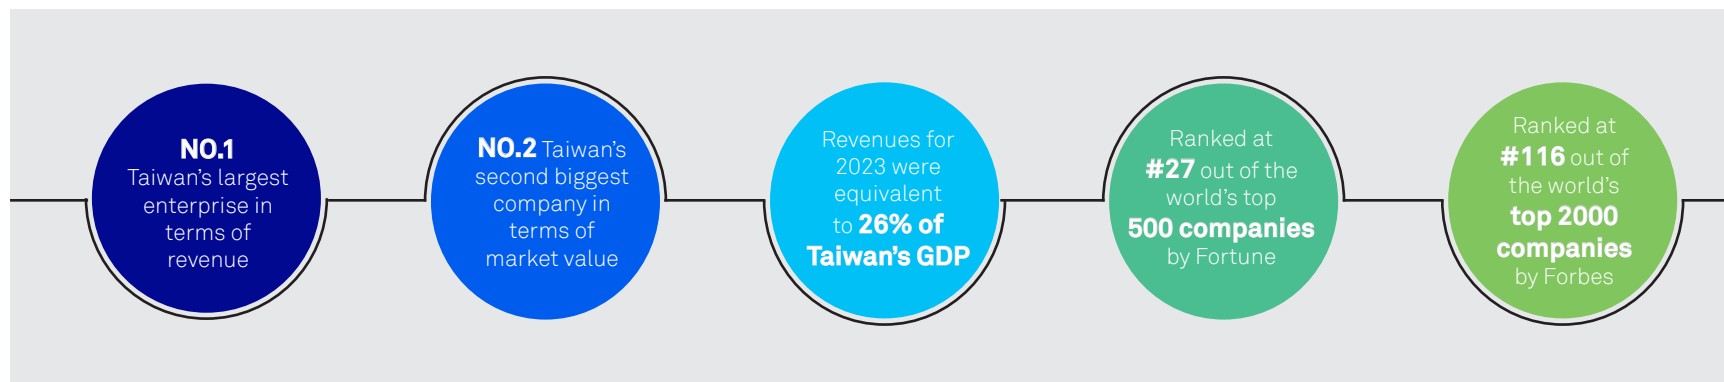 NO.1
Taiwan's largest
enterprise in
terms of
revenue
NO.2 Taiwan's
second biggest
company in
terms of
market value
Revenues for
2023 were
equivalent
to 26% of
Taiwan's GDP
Ranked at
#27 out of the
world's top
500 companies
by Fortune
Ranked at
#116 out of
the world's
top 2000
companies
by Forbes